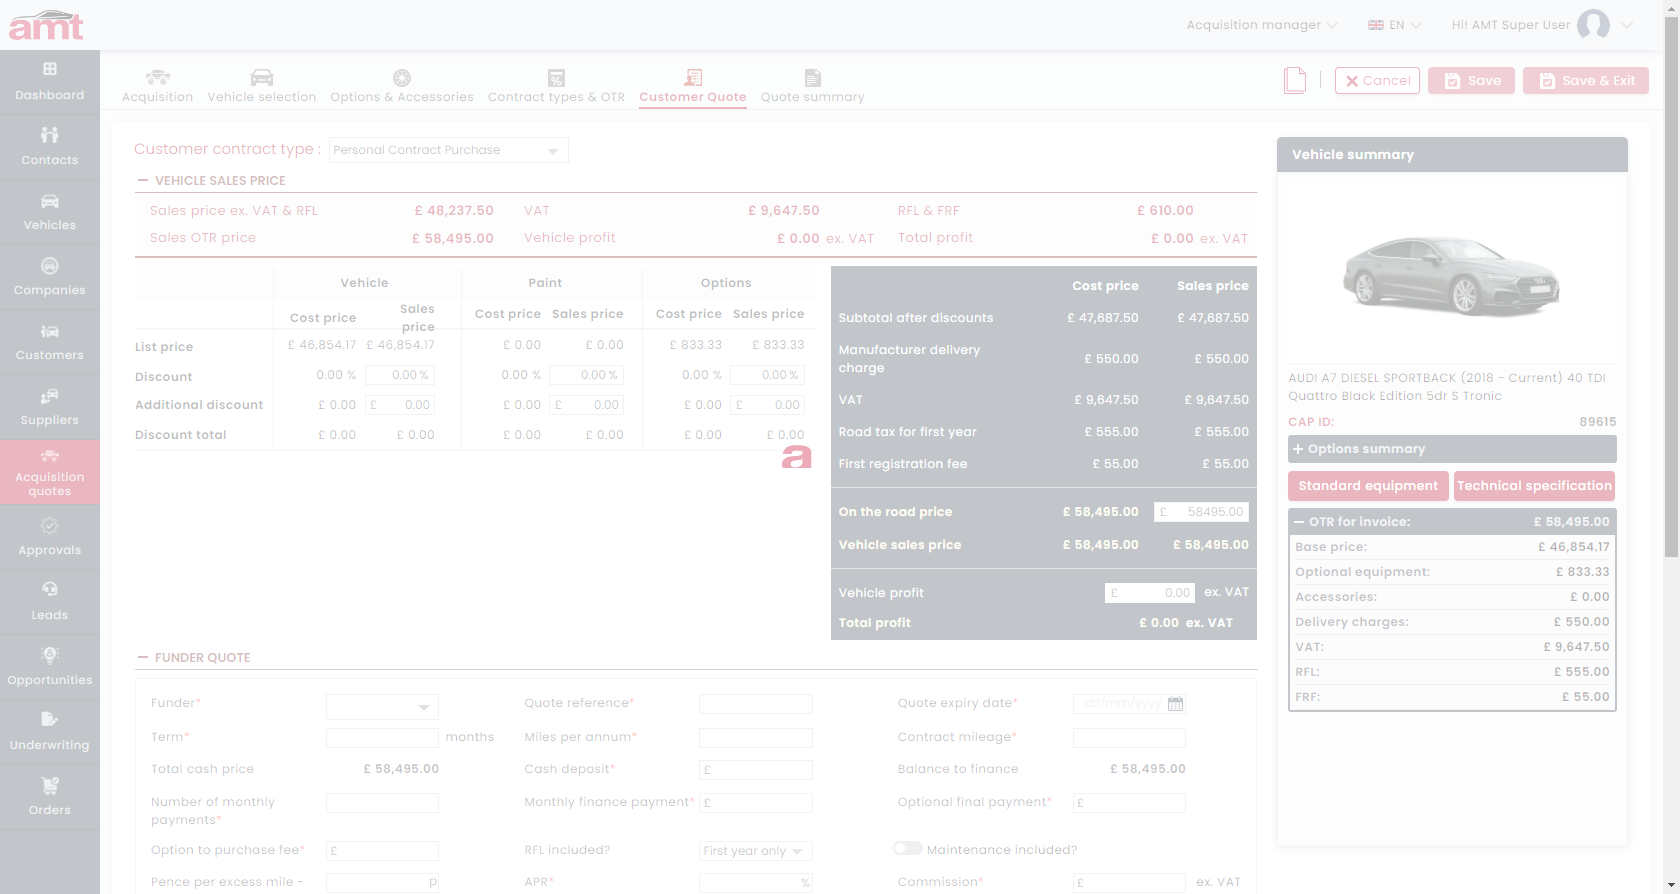 amt
Acquisition manager
EN
Hi! AMT Super User
Dashboard
Contacts
Vehicles
Companies
Customers
Suppliers
Acquisition
quotes
Approvals
Leads
Opportunities
Underwriting
Orders
Acquisition
Vehicle selection
Options & Accessories
Contract types & OTR
Customer Quote
Quote summary
Cancel
Save
Save & Exit
Customer contract type : Personal Contract Purchase
VEHICLE SALES PRICE
Sales price ex. VAT & RFL £ 48,237.50 VAT £ 9,647.50 RFL & FRF £ 610.00
Sales OTR price £ 58,495.00 Vehicle profit £ 0.00 ex. VAT Total profit £ 0.00 ex. VAT
Vehicle Paint Options
Cost price Sales price Cost price Sales price Cost price Sales price
List price £ 46,854.17 £ 46,854.17 £ 0.00 £ 0.00 £ 833.33 £ 833.33
Discount 0.00 % 0.00 % 0.00 % 0.00 % 0.00 % 0.00 %
Additional discount £ 0.00 £ 0.00 £ 0.00 £ 0.00 £ 0.00 £ 0.00
Discount total £ 0.00 £ 0.00 £ 0.00 £ 0.00 £ 0.00 £ 0.00
a
Cost price Sales price
Subtotal after discounts £ 47,687.50 £ 47,687.50
Manufacturer delivery
charge £ 550.00 £ 550.00
VAT £ 9,647.50 £ 9,647.50
Road tax for first year £ 555.00 £ 555.00
First registration fee £ 55.00 £ 55.00
On the road price £ 58,495.00 £ 58495.00
Vehicle sales price £ 58,495.00 £ 58,495.00
Vehicle profit £ 0.00 ex. VAT
Total profit £ 0.00 ex. VAT
FUNDER QUOTE
Funder* Quote reference* Quote expiry date* dd/mm/yyyy
Term* months Miles per annum* Contract mileage*
Total cash price £ 58,495.00 Cash deposit* £ Balance to finance £ 58,495.00
Number of monthly
payments* Monthly finance payment* £ Optional final payment* £
Option to purchase fee* £ RFL included? First year only Maintenance included?
Pence per excess mile - p APR* % Commission* £ ex. VAT
Vehicle summary
AUDI A7 DIESEL SPORTBACK (2018 - Current) 40 TDI
Quattro Black Edition 5dr S Tronic
CAP ID: 89615
Options summary
Standard equipment
Technical specification
OTR for invoice: £ 58,495.00
Base price: £ 46,854.17
Optional equipment: £ 833.33
Accessories: £ 0.00
Delivery charges: £ 550.00
VAT: £ 9,647.50
RFL: £ 555.00
FRF: £ 55.00